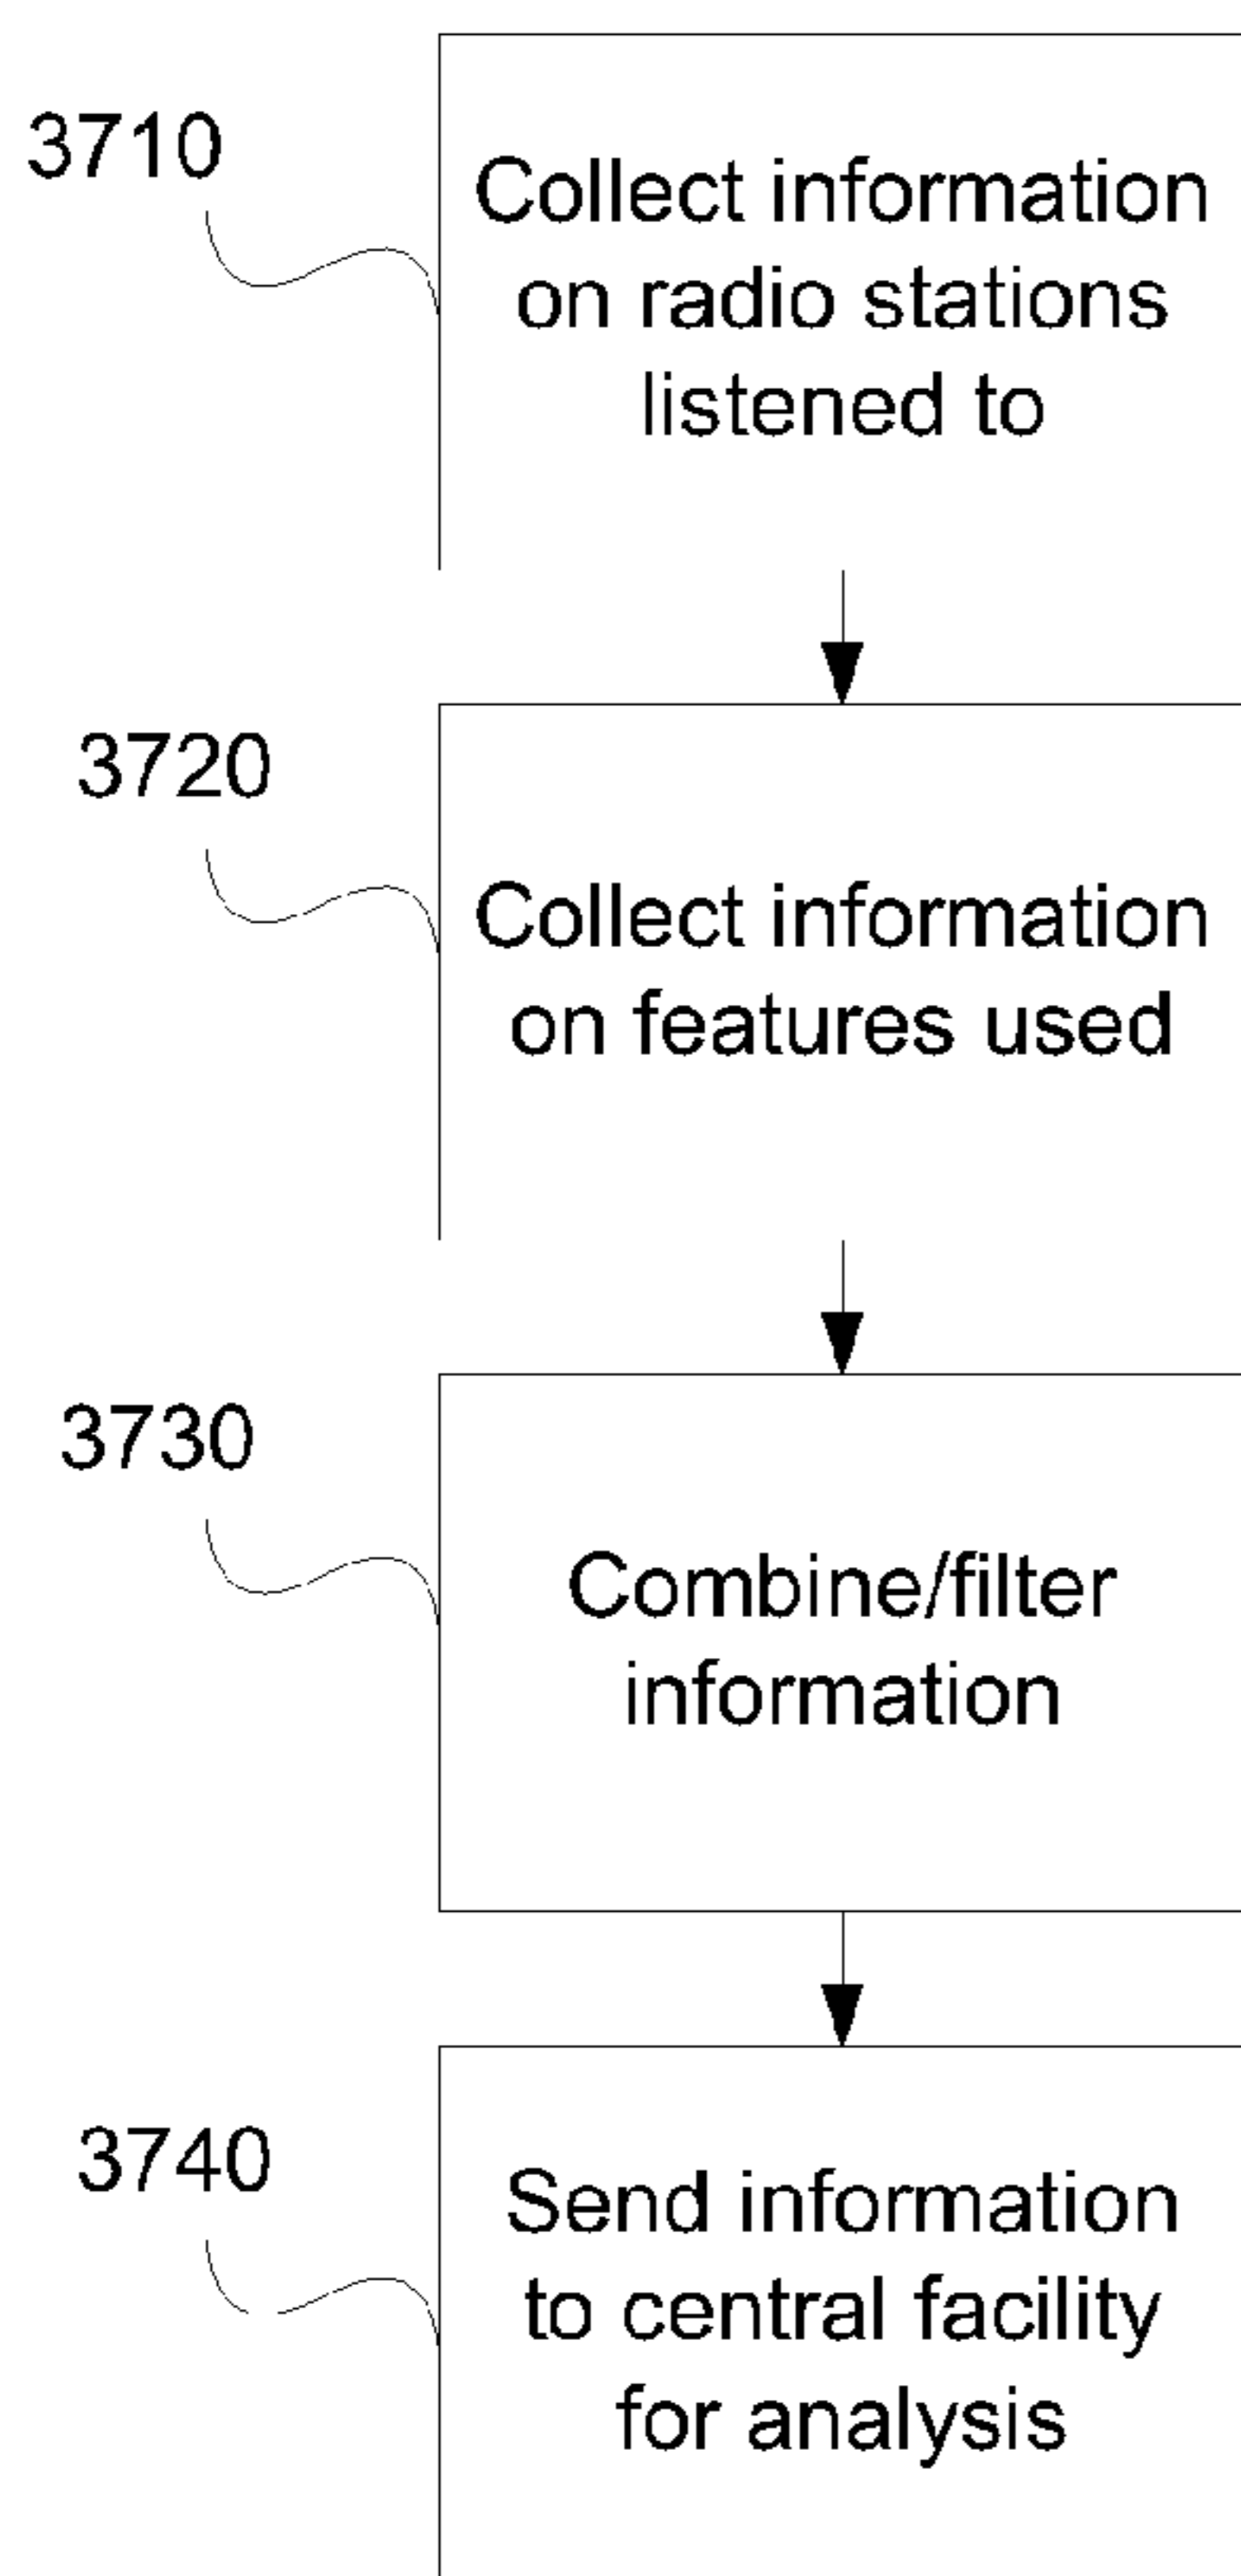 3710
Collect information
on radio stations
listened to
3720
Collect information
on features used
3730
Combine/filter
information
3740
Send information
to central facility
for analysis